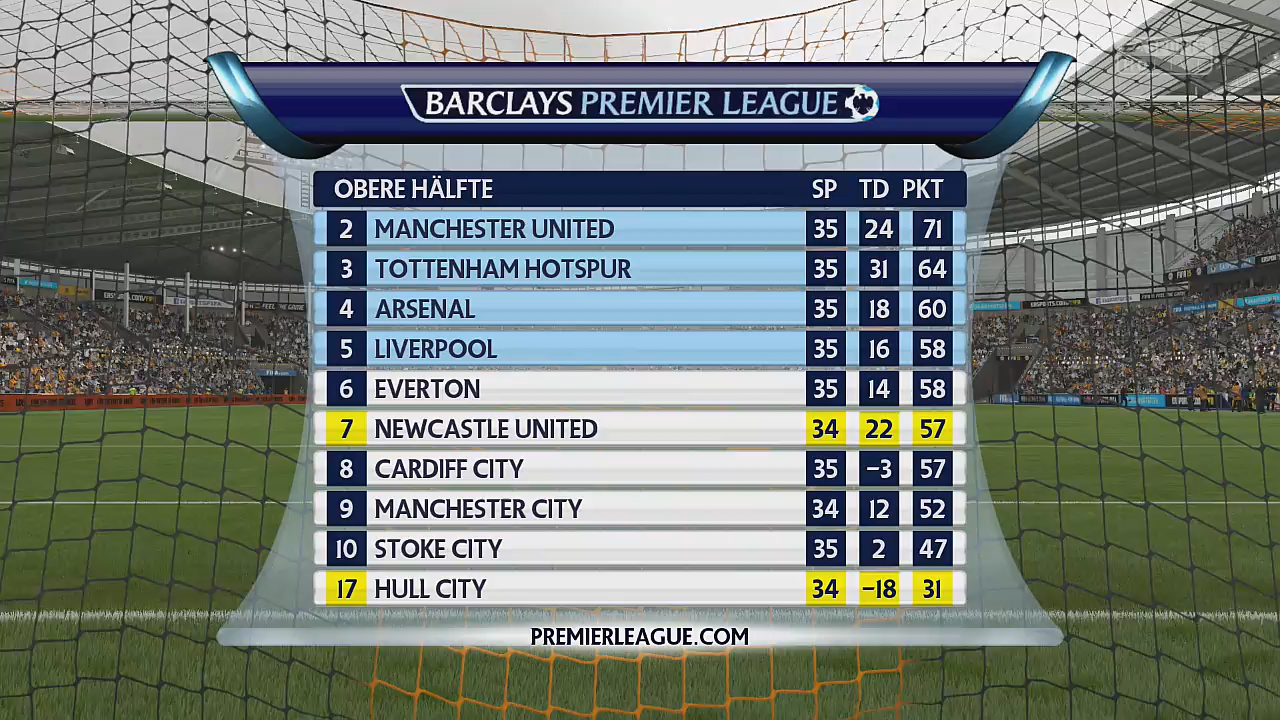 BARCLAYS PREMIER LEAGUE
OBERE HÄLFTE SP TD PKT
2 MANCHESTER UNITED 35 24 71
3 TOTTENHAM HOTSPUR 35 31 64
4 ARSENAL 35 18 60
5 LIVERPOOL 35 16 58
6 EVERTON 35 14 58
7 NEWCASTLE UNITED 34 22 57
8 CARDIFF CITY 35 −3 57
9 MANCHESTER CITY 34 12 52
10 STOKE CITY 35 2 47
17 HULL CITY 34 −18 31
PREMIERLEAGUE.COM